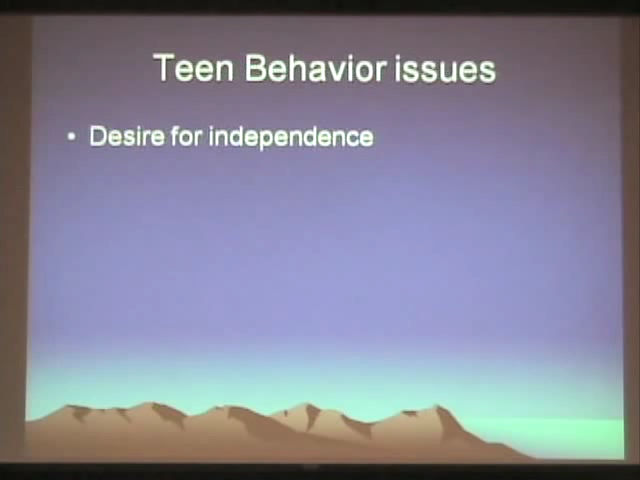 Teen Behavior issues
• Desire for independence